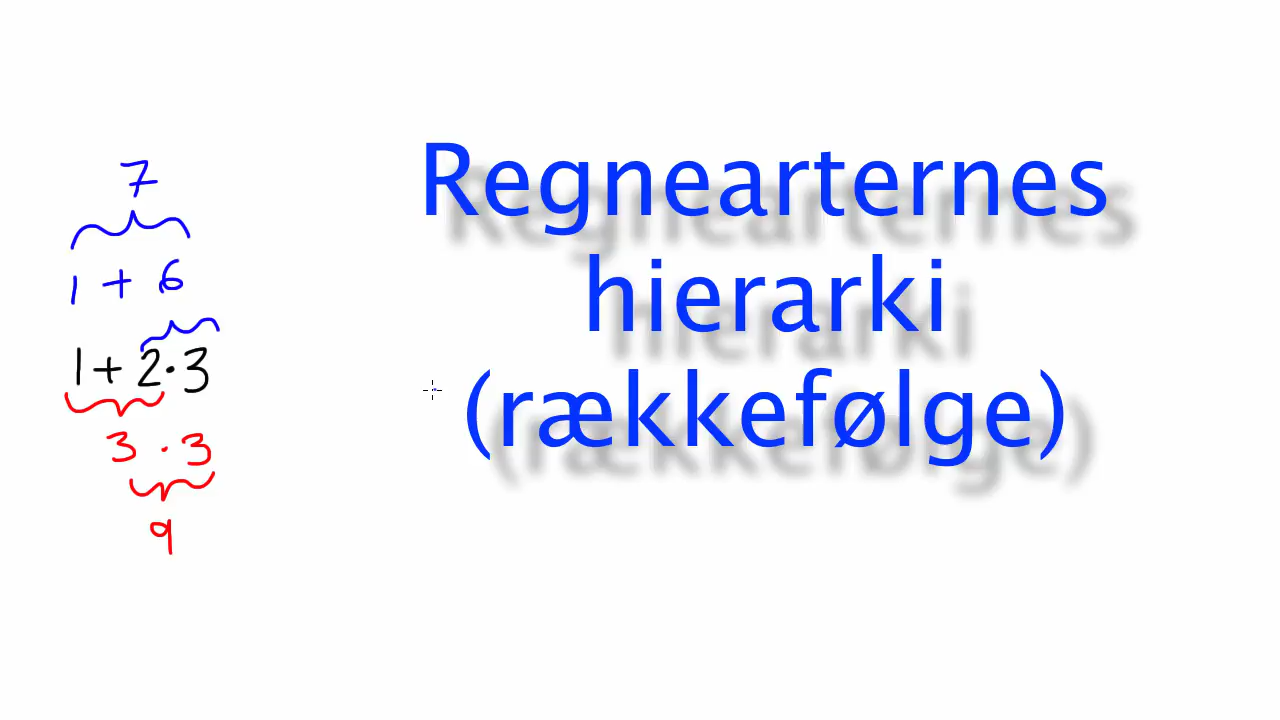 7
1 + 6
1 + 2 · 3
3 · 3
9
Regnearternes
hierarki
(rækkefølge)